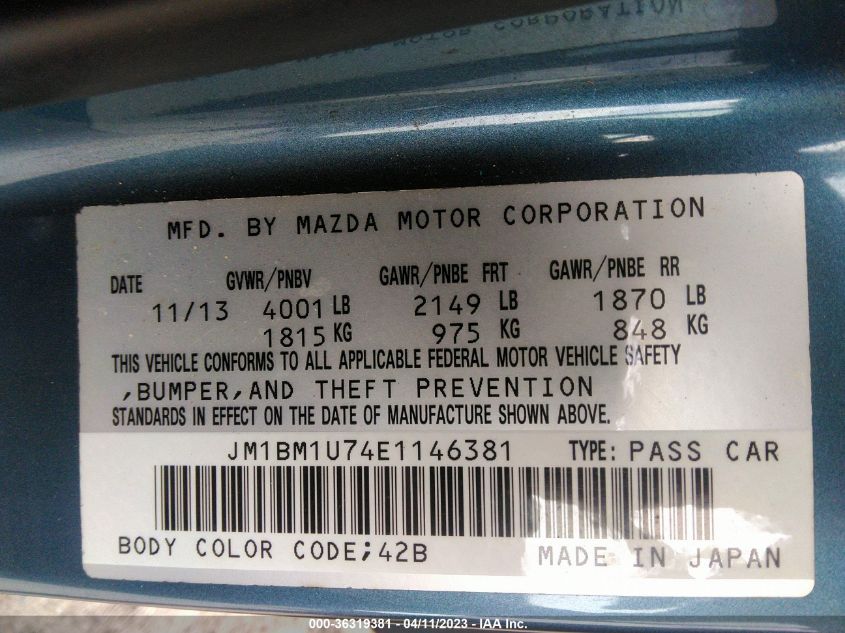 MOTOR CORPORATION
MFD. BY MAZDA MOTOR CORPORATION
DATE GVWR/PNBV GAWR/PNBE FRT GAWR/PNBE RR
11/13 4001 LB 2149 LB 1870 LB
1815 KG 975 KG 848 KG
THIS VEHICLE CONFORMS TO ALL APPLICABLE FEDERAL MOTOR VEHICLE SAFETY
,BUMPER,AND THEFT PREVENTION
STANDARDS IN EFFECT ON THE DATE OF MANUFACTURE SHOWN ABOVE.
JM1BM1U74E1146381 TYPE: PASS CAR
BODY COLOR CODE;42B MADE IN JAPAN
000-36319381 - 04/11/2023 - IAA Inc.